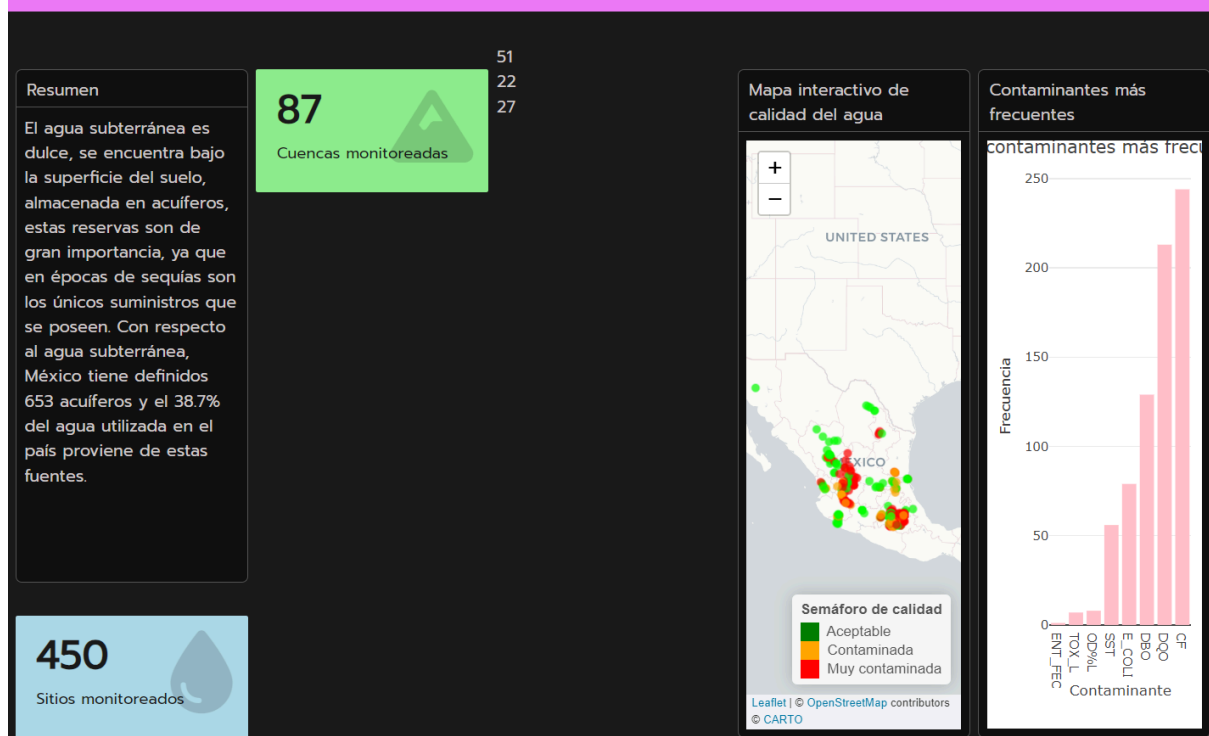 Resumen
El agua subterránea es
dulce, se encuentra bajo
la superficie del suelo,
almacenada en acuíferos,
estas reservas son de
gran importancia, ya que
en épocas de sequías son
los únicos suministros que
se poseen. Con respecto
al agua subterránea,
México tiene definidos
653 acuíferos y el 38.7%
del agua utilizada en el
país proviene de estas
fuentes.
450
Sitios monitoreados
87
Cuencas monitoreadas
51
22
27
Mapa interactivo de
calidad del agua
+
−
UNITED STATES
Semáforo de calidad
Aceptable
Contaminada
Muy contaminada
Leaflet | © OpenStreetMap contributors
© CARTO
Contaminantes más
frecuentes
contaminantes más frecu
250
200
150
100
50
0
Frecuencia
ENT_FEC
TOX_L
OD%L
SST
E_COLI
DBO
DQO
CF
Contaminante